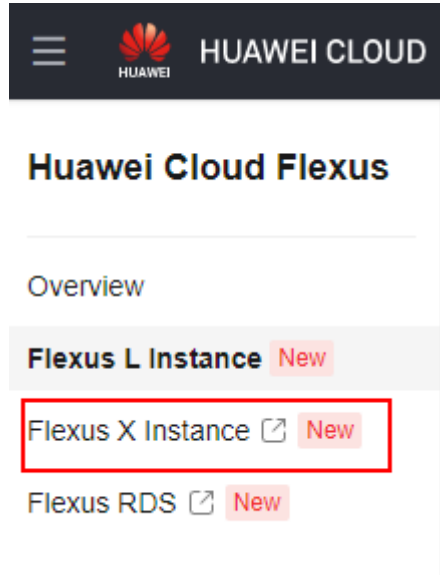 HUAWEI
HUAWEI CLOUD
Huawei Cloud Flexus
Overview
Flexus L Instance New
Flexus X Instance New
Flexus RDS New